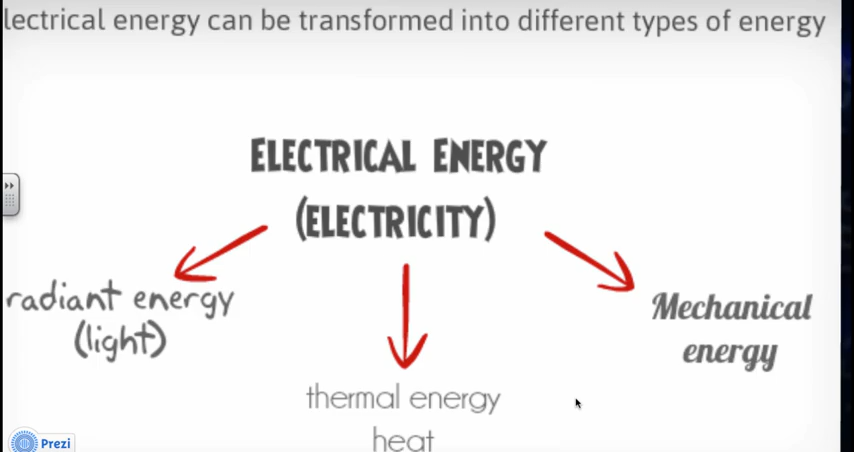 lectrical energy can be transformed into different types of energy
ELECTRICAL ENERGY
(ELECTRICITY)
radiant energy
(light)
Mechanical
energy
thermal energy
heat
Prezi